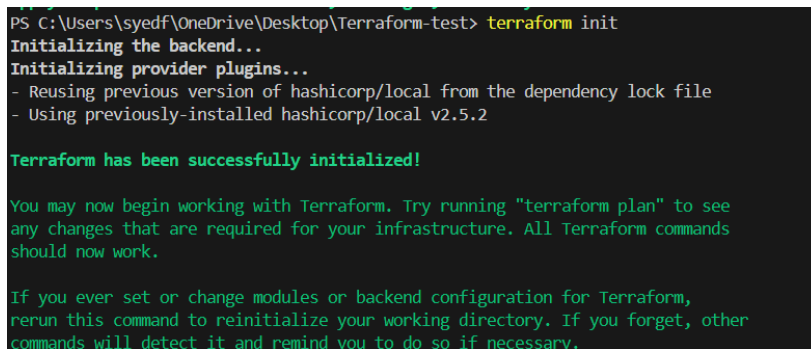 PS C:\Users\syedf\OneDrive\Desktop\Terraform-test> terraform init
Initializing the backend...
Initializing provider plugins...
- Reusing previous version of hashicorp/local from the dependency lock file
- Using previously-installed hashicorp/local v2.5.2
Terraform has been successfully initialized!
You may now begin working with Terraform. Try running "terraform plan" to see
any changes that are required for your infrastructure. All Terraform commands
should now work.
If you ever set or change modules or backend configuration for Terraform,
rerun this command to reinitialize your working directory. If you forget, other
commands will detect it and remind you to do so if necessary.